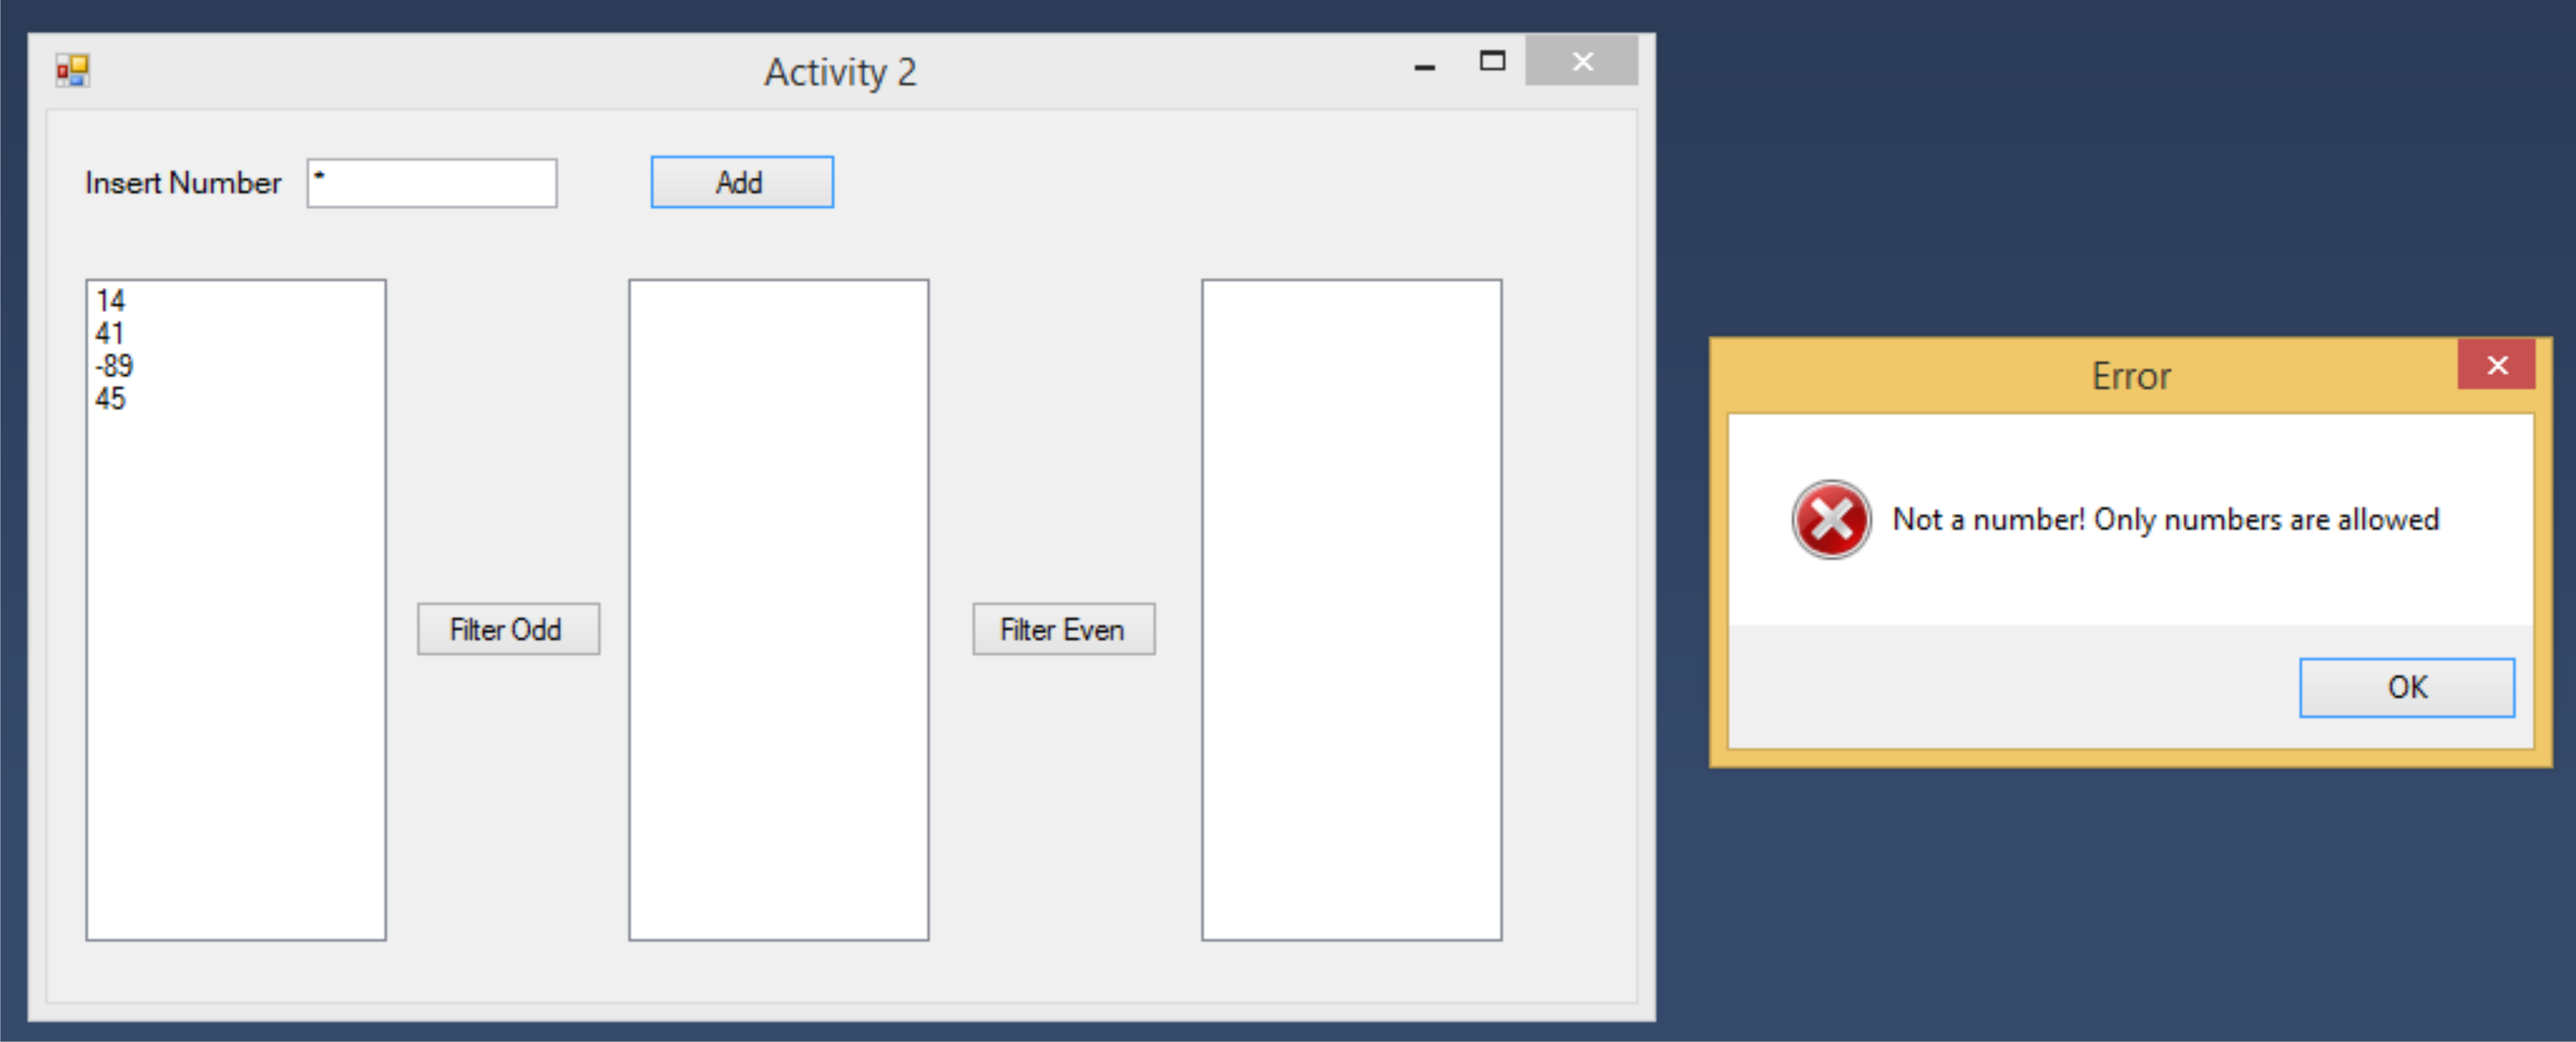 Activity 2
Insert Number
*
Add
14
41
-89
45
Filter Odd
Filter Even
Error
Not a number! Only numbers are allowed
OK